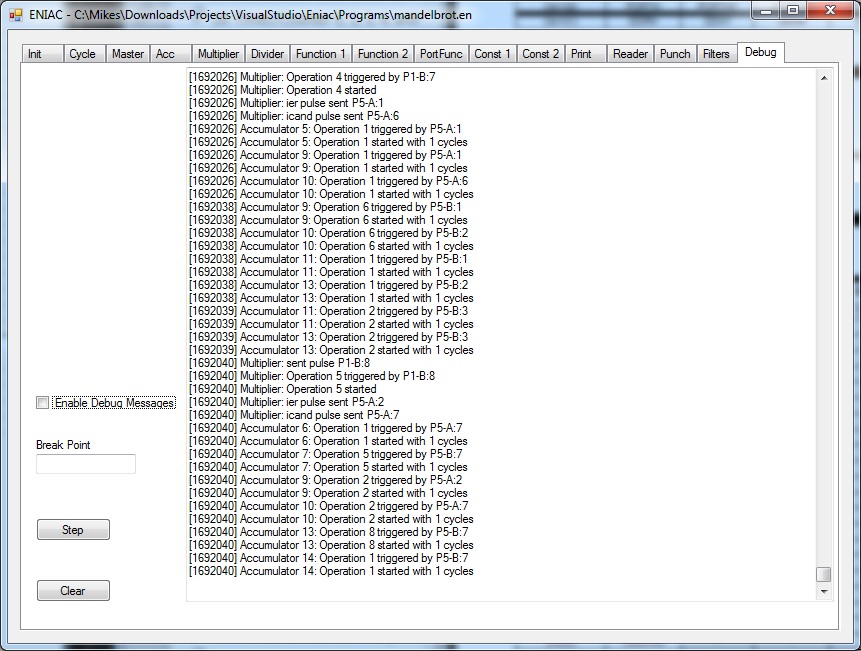 ENIAC - C:\Mikes\Downloads\Projects\VisualStudio\Eniac\Programs\mandelbrot.en
Init Cycle Master Acc Multiplier Divider Function 1 Function 2 PortFunc Const 1 Const 2 Print Reader Punch Filters Debug
[1692026] Multiplier: Operation 4 triggered by P1-B:7
[1692026] Multiplier: Operation 4 started
[1692026] Multiplier: ier pulse sent P5-A:1
[1692026] Multiplier: icand pulse sent P5-A:6
[1692026] Accumulator 5: Operation 1 triggered by P5-A:1
[1692026] Accumulator 5: Operation 1 started with 1 cycles
[1692026] Accumulator 9: Operation 1 triggered by P5-A:1
[1692026] Accumulator 9: Operation 1 started with 1 cycles
[1692026] Accumulator 10: Operation 1 triggered by P5-A:6
[1692026] Accumulator 10: Operation 1 started with 1 cycles
[1692038] Accumulator 9: Operation 6 triggered by P5-B:1
[1692038] Accumulator 9: Operation 6 started with 1 cycles
[1692038] Accumulator 10: Operation 6 triggered by P5-B:2
[1692038] Accumulator 10: Operation 6 started with 1 cycles
[1692038] Accumulator 11: Operation 1 triggered by P5-B:1
[1692038] Accumulator 11: Operation 1 started with 1 cycles
[1692038] Accumulator 13: Operation 1 triggered by P5-B:2
[1692038] Accumulator 13: Operation 1 started with 1 cycles
[1692039] Accumulator 11: Operation 2 triggered by P5-B:3
[1692039] Accumulator 11: Operation 2 started with 1 cycles
[1692039] Accumulator 13: Operation 2 triggered by P5-B:3
[1692039] Accumulator 13: Operation 2 started with 1 cycles
[1692040] Multiplier: sent pulse P1-B:8
[1692040] Multiplier: Operation 5 triggered by P1-B:8
[1692040] Multiplier: Operation 5 started
[1692040] Multiplier: ier pulse sent P5-A:2
[1692040] Multiplier: icand pulse sent P5-A:7
[1692040] Accumulator 6: Operation 1 triggered by P5-A:7
[1692040] Accumulator 6: Operation 1 started with 1 cycles
[1692040] Accumulator 7: Operation 5 triggered by P5-B:7
[1692040] Accumulator 7: Operation 5 started with 1 cycles
[1692040] Accumulator 9: Operation 2 triggered by P5-A:2
[1692040] Accumulator 9: Operation 2 started with 1 cycles
[1692040] Accumulator 10: Operation 2 triggered by P5-A:7
[1692040] Accumulator 10: Operation 2 started with 1 cycles
[1692040] Accumulator 13: Operation 8 triggered by P5-B:7
[1692040] Accumulator 13: Operation 8 started with 1 cycles
[1692040] Accumulator 14: Operation 1 triggered by P5-B:7
[1692040] Accumulator 14: Operation 1 started with 1 cycles
Enable Debug Messages
Break Point
Step
Clear